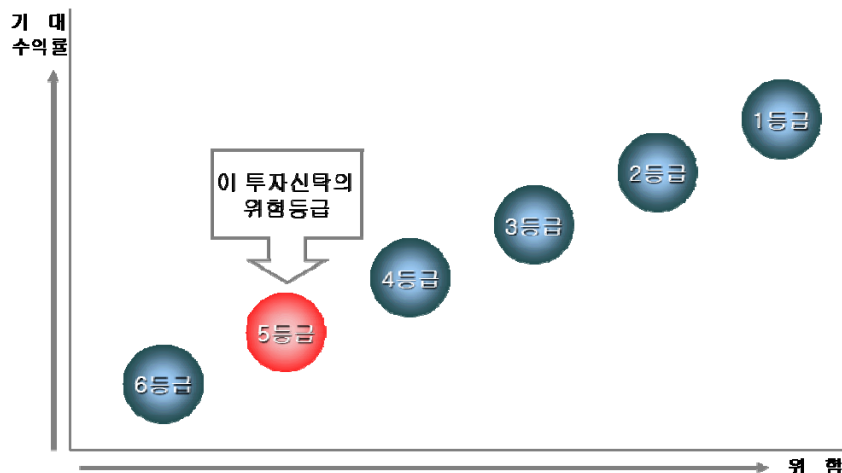 기 대
수익률
1등급
2등급
이 투자신탁의
위험등급
3등급
4등급
5등급
6등급
위 험